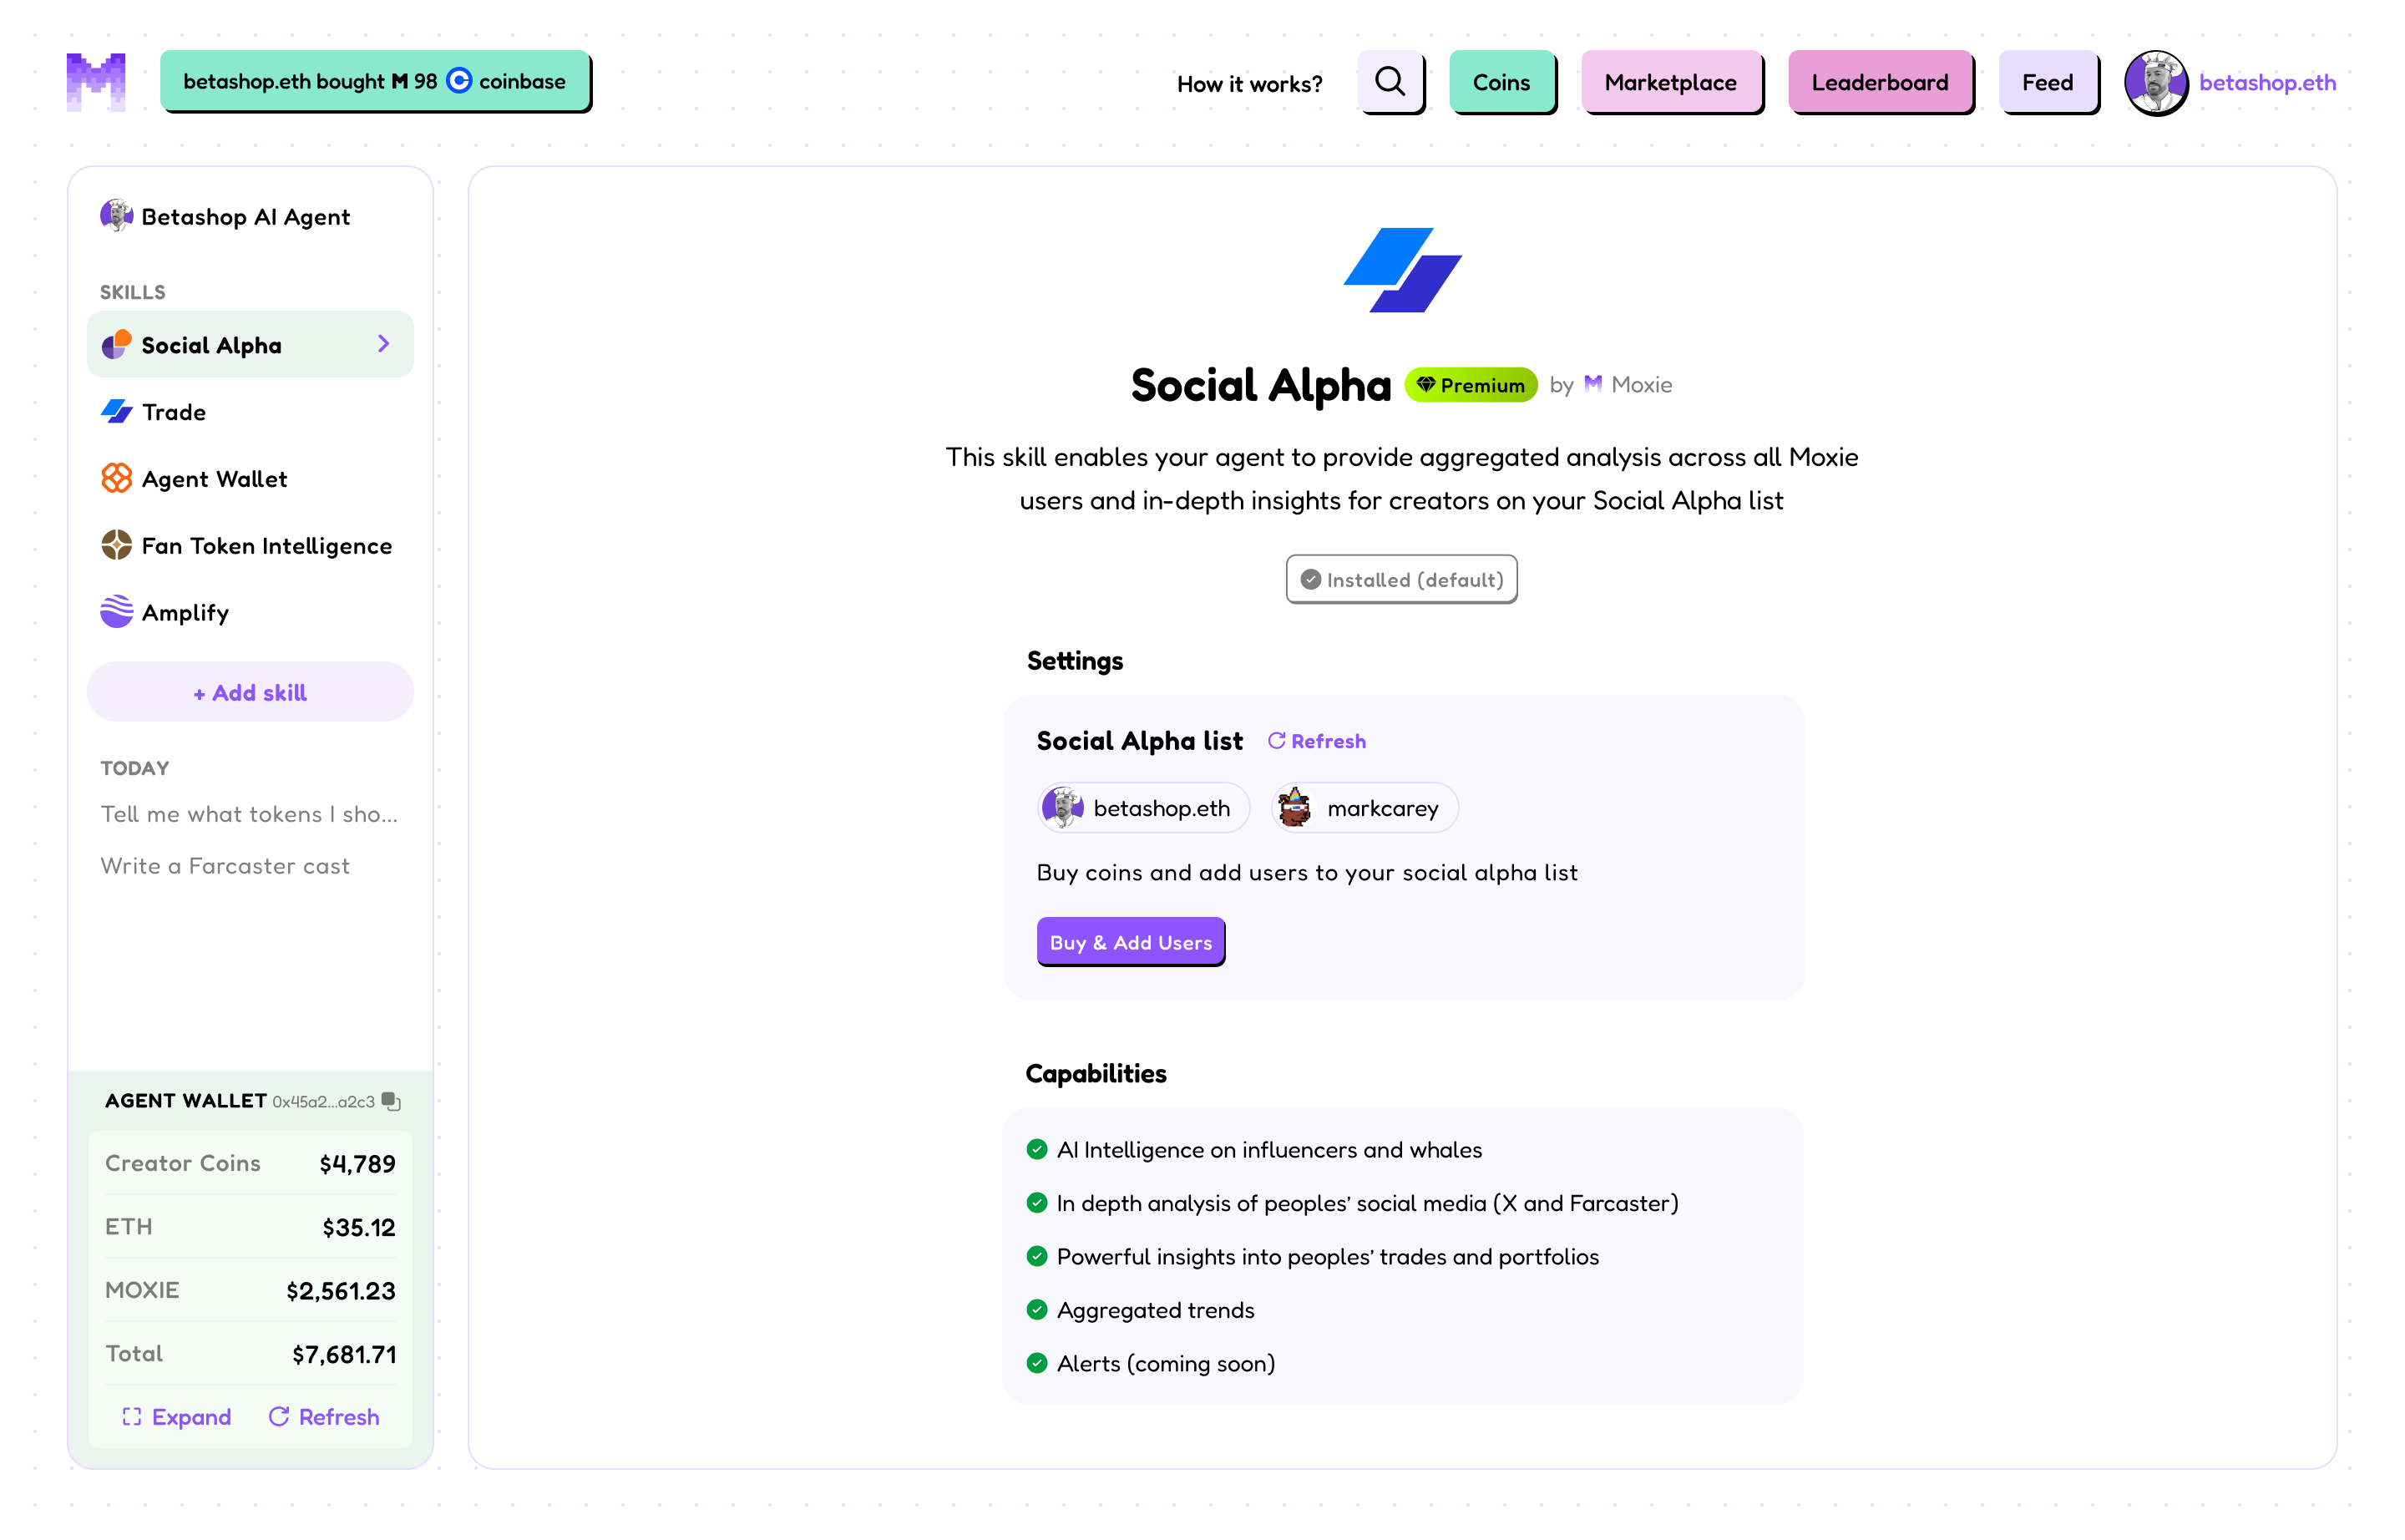 betashop.eth bought M 98 coinbase
How it works?
Coins
Marketplace
Leaderboard
Feed
betashop.eth
Betashop AI Agent
SKILLS
Social Alpha
Trade
Agent Wallet
Fan Token Intelligence
Amplify
+ Add skill
TODAY
Tell me what tokens I sho...
Write a Farcaster cast
AGENT WALLET 0x45a2...a2c3
Creator Coins $4,789
ETH $35.12
MOXIE $2,561.23
Total $7,681.71
Expand Refresh
Social Alpha Premium by Moxie
This skill enables your agent to provide aggregated analysis across all Moxie
users and in-depth insights for creators on your Social Alpha list
Installed (default)
Settings
Social Alpha list Refresh
betashop.eth markcarey
Buy coins and add users to your social alpha list
Buy & Add Users
Capabilities
AI Intelligence on influencers and whales
In depth analysis of peoples’ social media (X and Farcaster)
Powerful insights into peoples’ trades and portfolios
Aggregated trends
Alerts (coming soon)